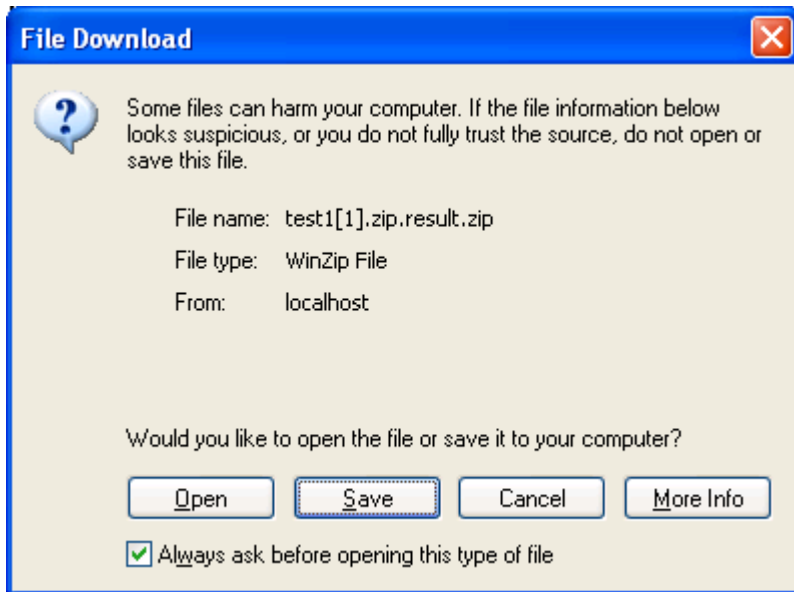 File Download
Some files can harm your computer. If the file information below
looks suspicious, or you do not fully trust the source, do not open or
save this file.
File name: test1[1].zip.result.zip
File type: WinZip File
From: localhost
Would you like to open the file or save it to your computer?
Open Save Cancel More Info
Always ask before opening this type of file